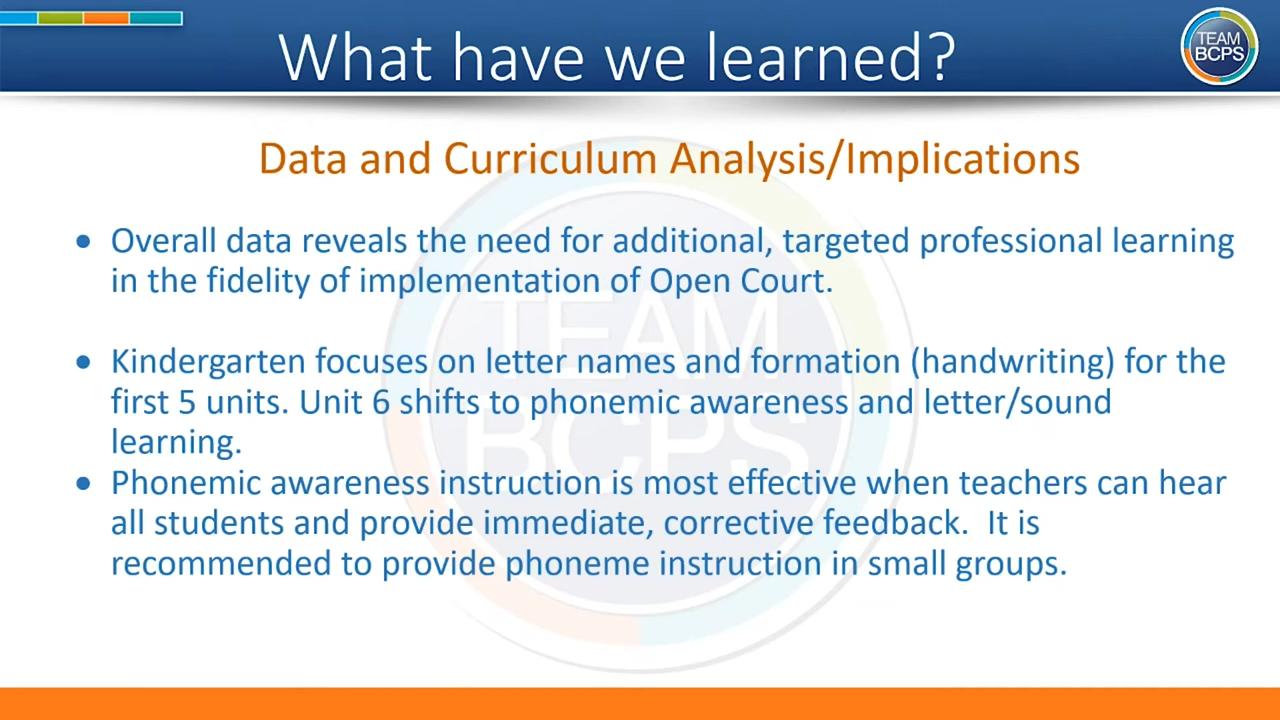 What have we learned?
TEAM
BCPS
Data and Curriculum Analysis/Implications
• Overall data reveals the need for additional, targeted professional learning
in the fidelity of implementation of Open Court.
• Kindergarten focuses on letter names and formation (handwriting) for the
first 5 units. Unit 6 shifts to phonemic awareness and letter/sound
learning.
• Phonemic awareness instruction is most effective when teachers can hear
all students and provide immediate, corrective feedback.  It is
recommended to provide phoneme instruction in small groups.
TEAM
BCPS